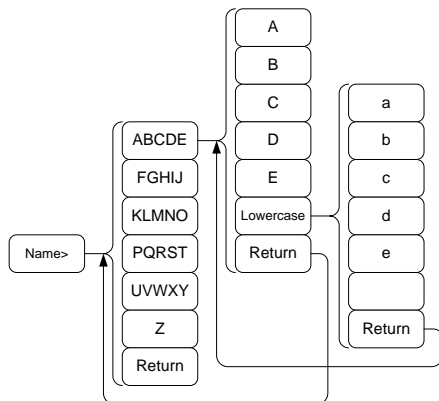 Name>
ABCDE
FGHIJ
KLMNO
PQRST
UVWXY
Z
Return
A
B
C
D
E
Lowercase
Return
a
b
c
d
e
Return